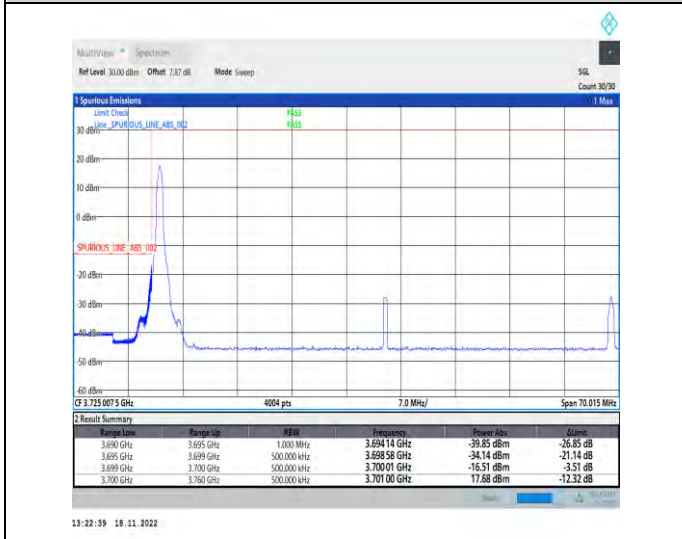 MultiView Spectrum
Ref Level 30.00 dBm Offset 7.87 dB Mode Sweep SGL
Count 30/30
1 Spurious Emissions 1 Max
Limit Check PASS
Line _SPURIOUS_LINE_ABS_002 PASS
30 dBm
20 dBm
10 dBm
0 dBm
_SPURIOUS_LINE_ABS_002
-20 dBm
-30 dBm
-40 dBm
-50 dBm
-60 dBm
CF 3.725 007 5 GHz 4004 pts 7.0 MHz/ Span 70.015 MHz
2 Result Summary
Range Low Range Up RBW Frequency Power Abs ΔLimit
3.690 GHz 3.695 GHz 1.000 MHz 3.694 14 GHz -39.85 dBm -26.85 dB
3.695 GHz 3.699 GHz 500.000 kHz 3.698 58 GHz -34.14 dBm -21.14 dB
3.699 GHz 3.700 GHz 500.000 kHz 3.700 01 GHz -16.51 dBm -3.51 dB
3.700 GHz 3.760 GHz 500.000 kHz 3.701 00 GHz 17.68 dBm -12.32 dB
13:22:39 18.11.2022